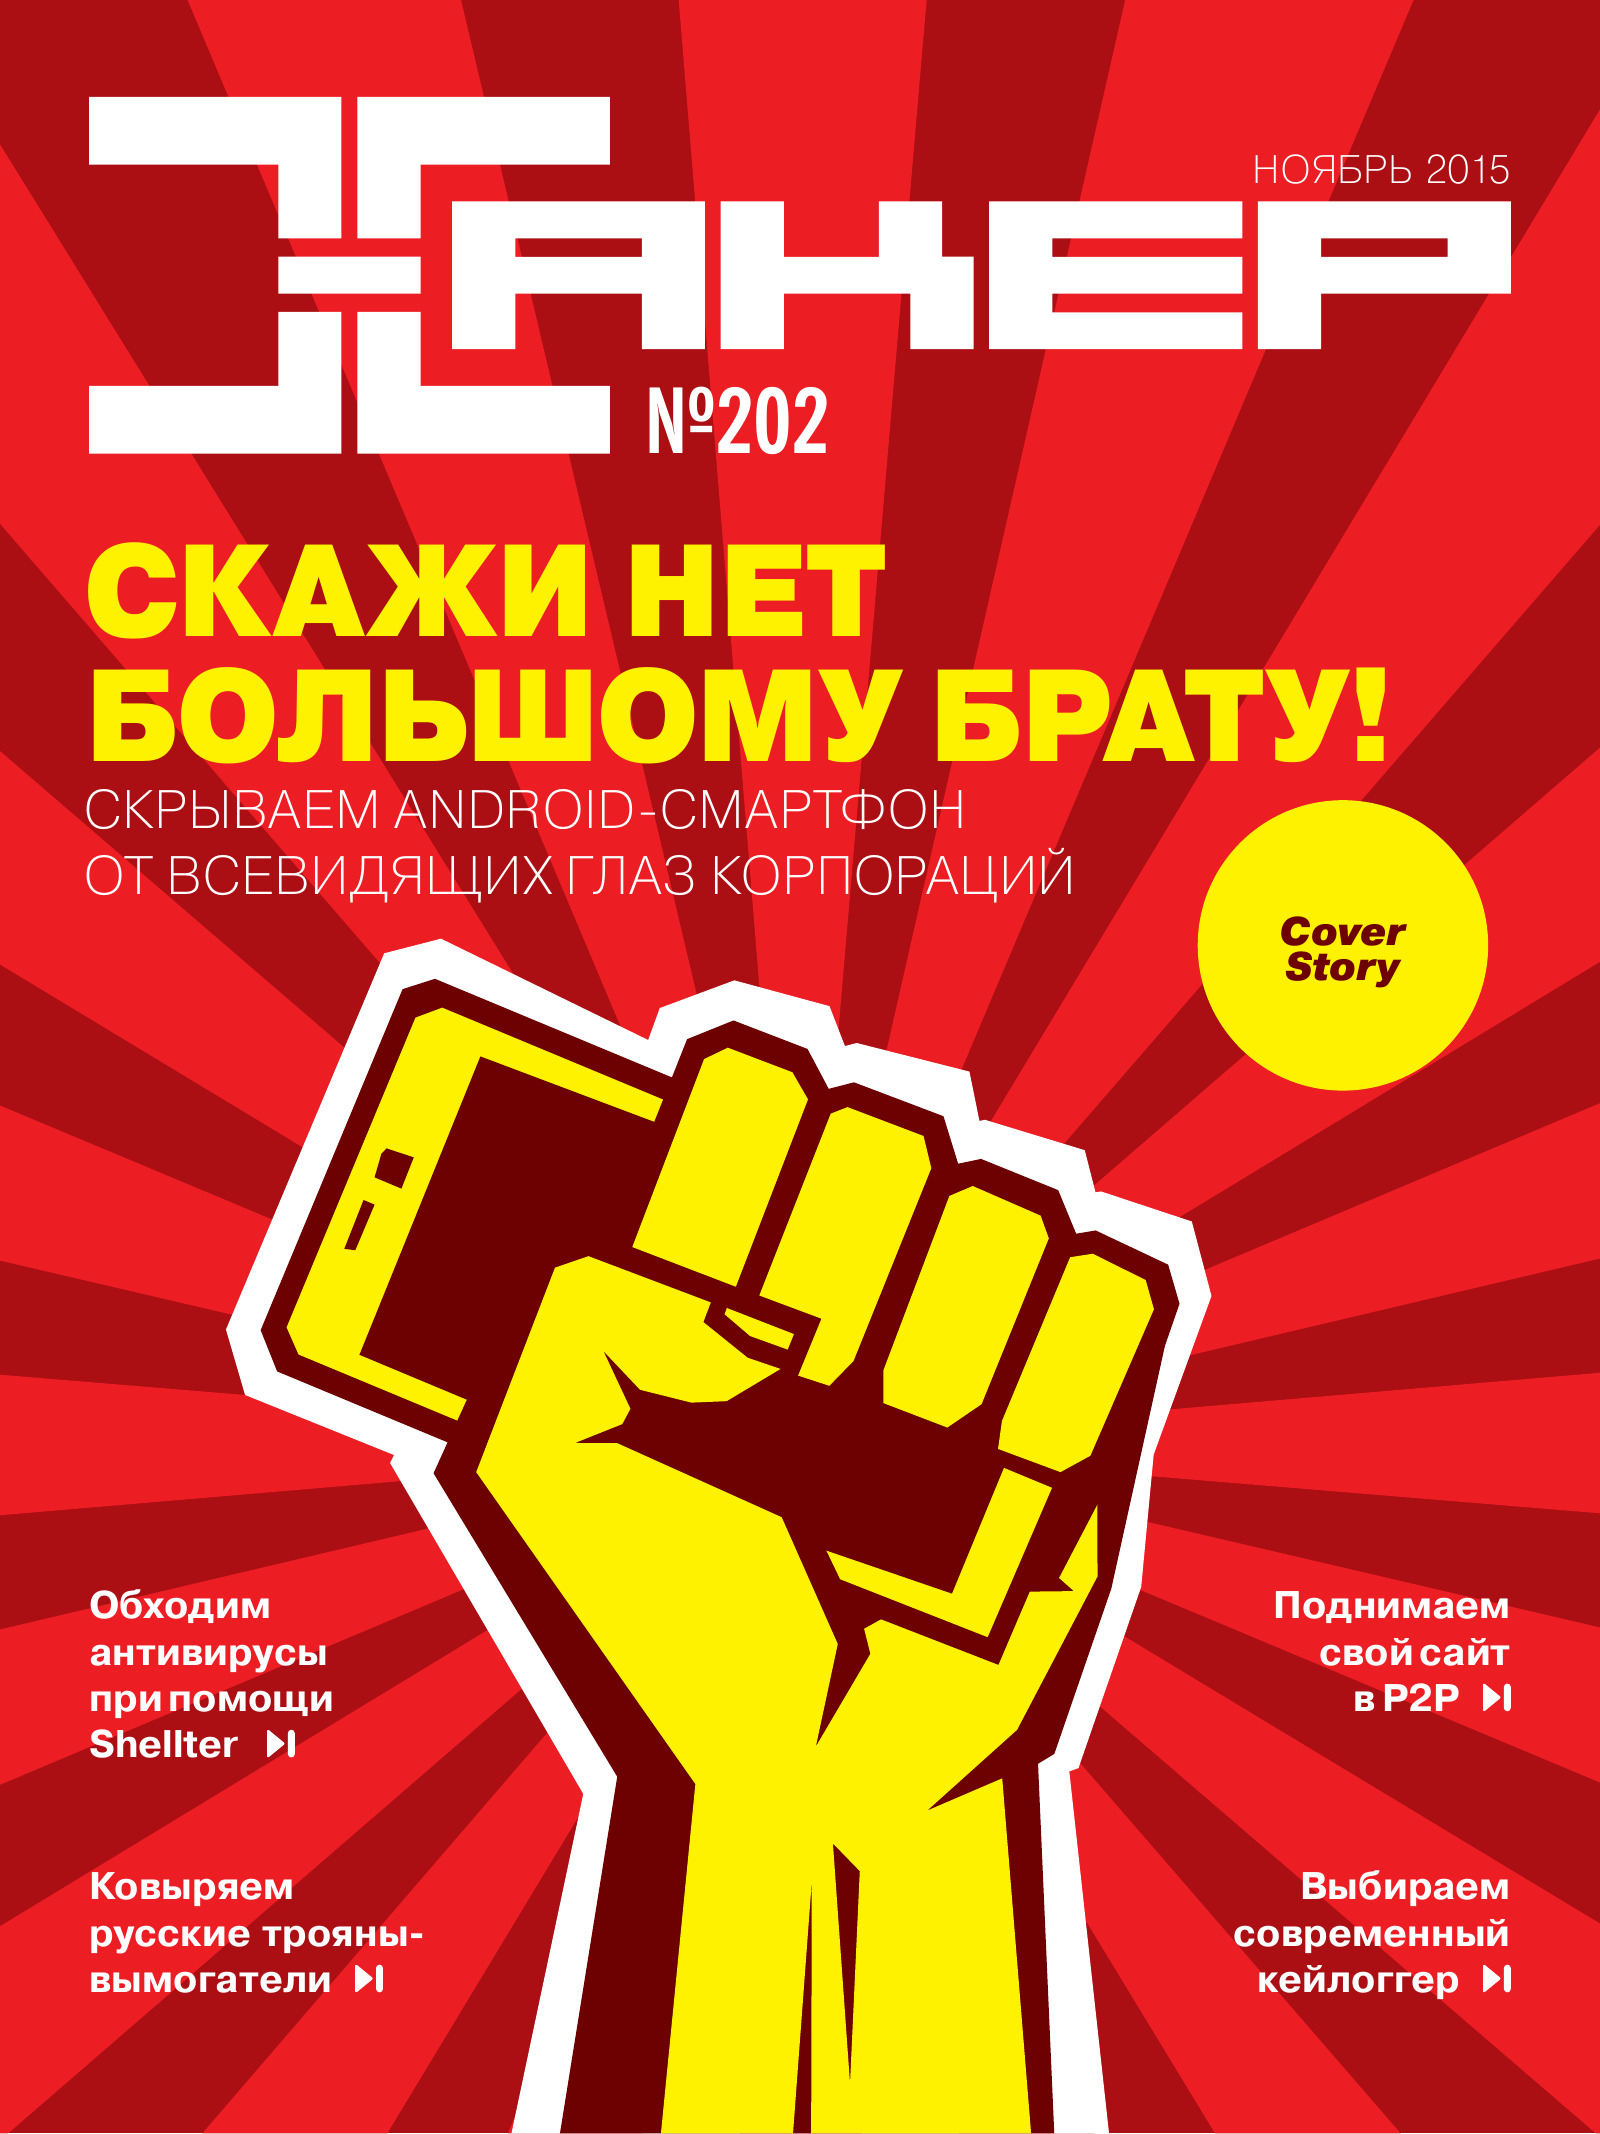 НОЯБРЬ 2015
ХАКЕР
№202
СКАЖИ НЕТ
БОЛЬШОМУ БРАТУ!
СКРЫВАЕМ ANDROID-СМАРТФОН
ОТ ВСЕВИДЯЩИХ ГЛАЗ КОРПОРАЦИЙ
Cover
Story
Обходим
антивирусы
при помощи
Shellter
Поднимаем
свой сайт
в P2P
Ковыряем
русские трояны-
вымогатели
Выбираем
современный
кейлоггер